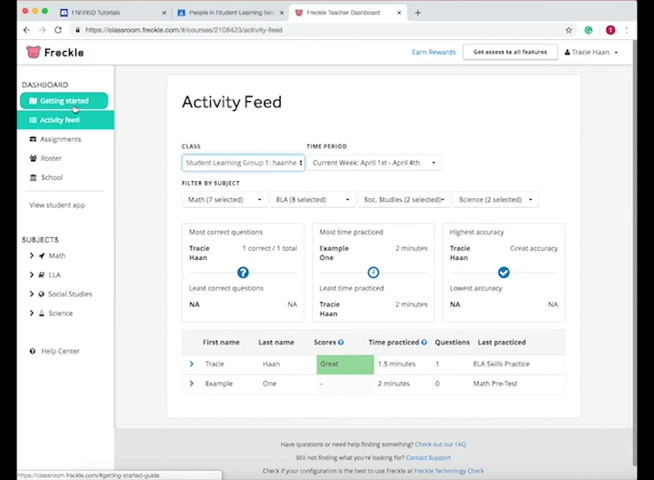 FNBRAD Tutorials
People in Student Learning Gro
Freckle Teacher Dashboard
https://classroom.freckle.com/#/courses/2108423/activity-feed
T
Freckle
Earn Rewards
Get access to all features
Tracie Haan
DASHBOARD
Getting started
Activity feed
Assignments
Roster
School
View student app
SUBJECTS
Math
ELA
Social Studies
Science
Help Center
Activity Feed
CLASS
TIME PERIOD
Student Learning Group 1: haanhe
Current Week: April 1st - April 4th
FILTER BY SUBJECT
Math (7 selected)
ELA (8 selected)
Soc. Studies (2 selected)
Science (2 selected)
Most correct questions
Tracie Haan
1 correct / 1 total
Least correct questions
NA
NA
Most time practiced
Example One
2 minutes
Least time practiced
Tracie Haan
2 minutes
Highest accuracy
Tracie Haan
Great accuracy
Lowest accuracy
NA
NA
First name Last name Scores Time practiced Questions Last practiced
Tracie Haan Great 1.5 minutes 1 ELA Skills Practice
Example One - 2 minutes 0 Math Pre-Test
Have questions or need help finding something? Check out our FAQ
Still not finding what you're looking for? Contact Support
Check if your configuration is the best to use Freckle at Freckle Technology Check
https://classroom.freckle.com/#getting-started-guide